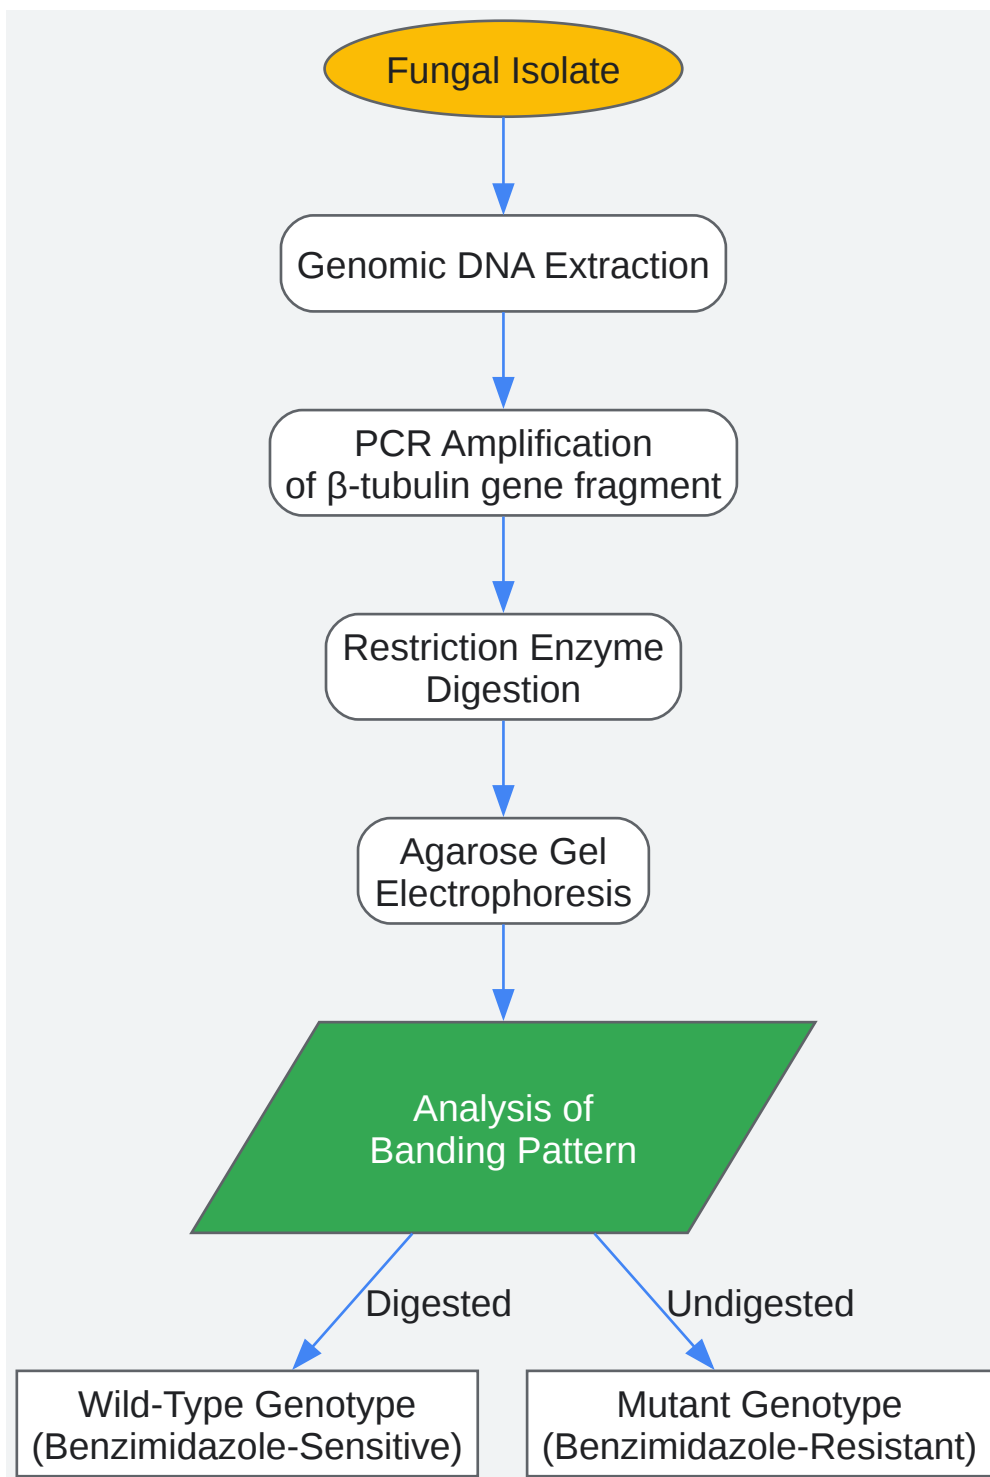 Fungal Isolate
Genomic DNA Extraction
PCR Amplification
of β-tubulin gene fragment
Restriction Enzyme
Digestion
Agarose Gel
Electrophoresis
Analysis of
Banding Pattern
Digested
Undigested
Wild-Type Genotype
(Benzimidazole-Sensitive)
Mutant Genotype
(Benzimidazole-Resistant)